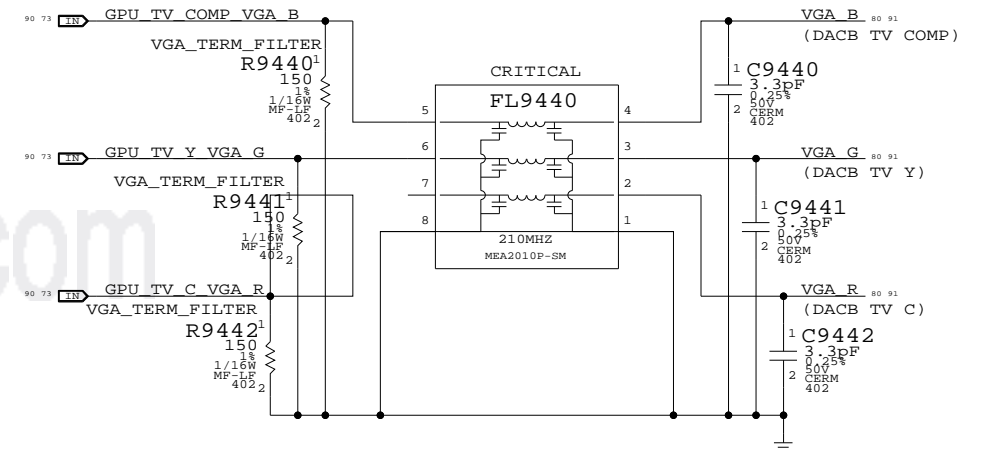 90 73 IN GPU_TV_COMP_VGA_B
VGA_B 80 91
(DACB TV COMP)
VGA_TERM_FILTER
R9440 1
150
1%
1/16W
MF-LF
402 2
CRITICAL
FL9440
5 4
6 3
7 2
8 1
210MHZ
MEA2010P-SM
1 C9440
3.3pF
0.25%
2 50V
CERM
402
90 73 IN GPU_TV_Y_VGA_G
VGA_G 80 91
(DACB TV Y)
VGA_TERM_FILTER
R9441 1
150
1%
1/16W
MF-LF
402 2
1 C9441
3.3pF
0.25%
2 50V
CERM
402
com
90 73 IN GPU_TV_C_VGA_R
VGA_R 80 91
(DACB TV C)
VGA_TERM_FILTER
R9442 1
150
1%
1/16W
MF-LF
402 2
1 C9442
3.3pF
0.25%
2 50V
CERM
402